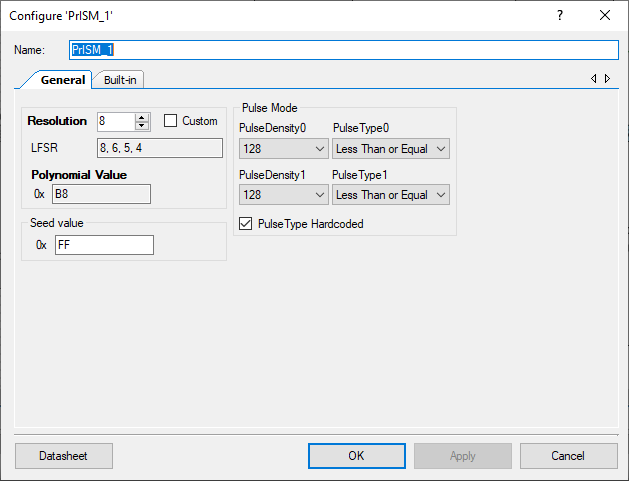 Configure 'PrISM_1'
Name: PrISM_1
General Built-in
Resolution 8 Custom
LFSR 8, 6, 5, 4
Polynomial Value
0x B8
Seed value
0x FF
Pulse Mode
PulseDensity0 PulseType0
128 Less Than or Equal
PulseDensity1 PulseType1
128 Less Than or Equal
PulseType Hardcoded
Datasheet OK Apply Cancel